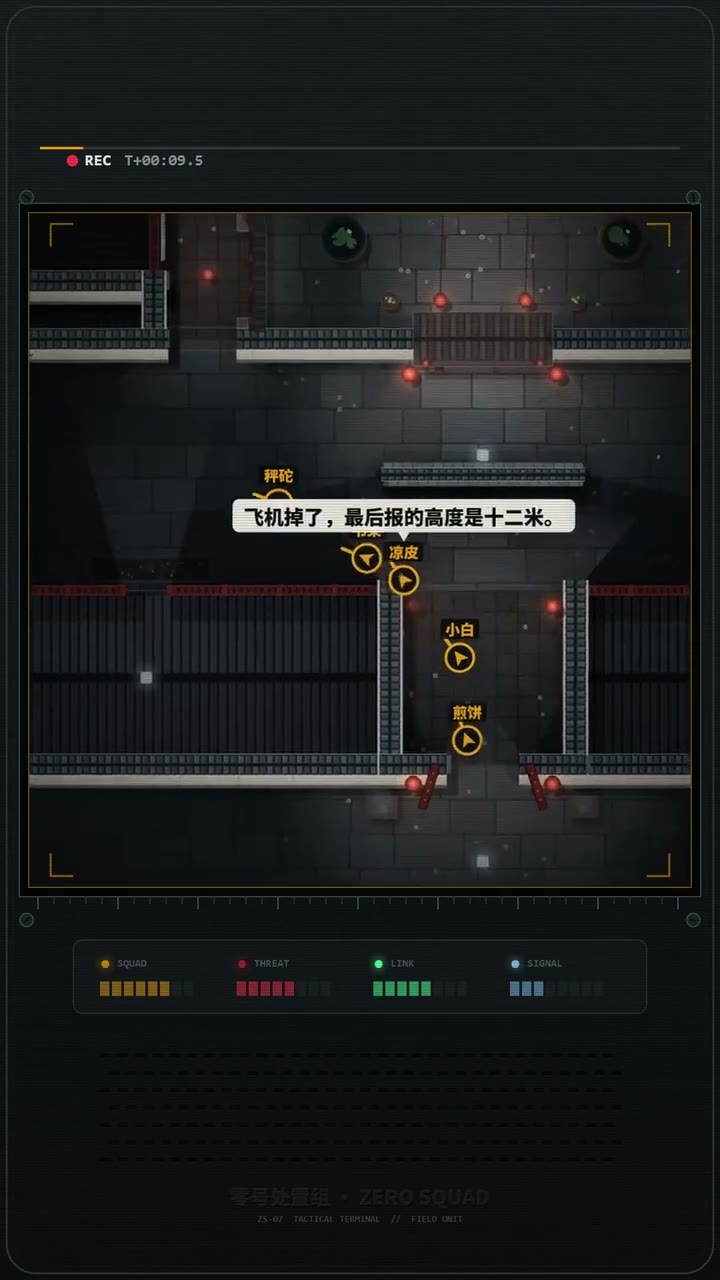 REC T+00:09.5
秤砣
飞机掉了，最后报的高度是十二米。
凉皮
小白
煎饼
SQUAD
THREAT
LINK
SIGNAL
零号处置组 · ZERO SQUAD
ZS-07 TACTICAL TERMINAL // FIELD UNIT